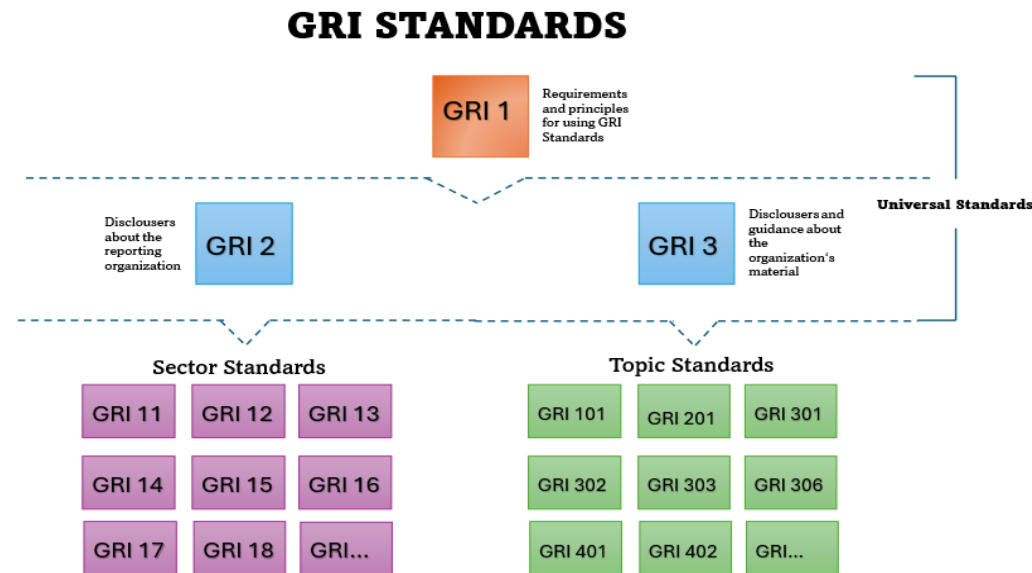 GRI STANDARDS
GRI 1
Requirements
and principles
for using GRI
Standards
Universal Standards
Disclousers
about the
reporting
organization
GRI 2
GRI 3
Disclousers and
guidance about
the
organization's
material
Sector Standards
Topic Standards
GRI 11
GRI 12
GRI 13
GRI 101
GRI 201
GRI 301
GRI 14
GRI 15
GRI 16
GRI 302
GRI 303
GRI 306
GRI 17
GRI 18
GRI...
GRI 401
GRI 402
GRI...